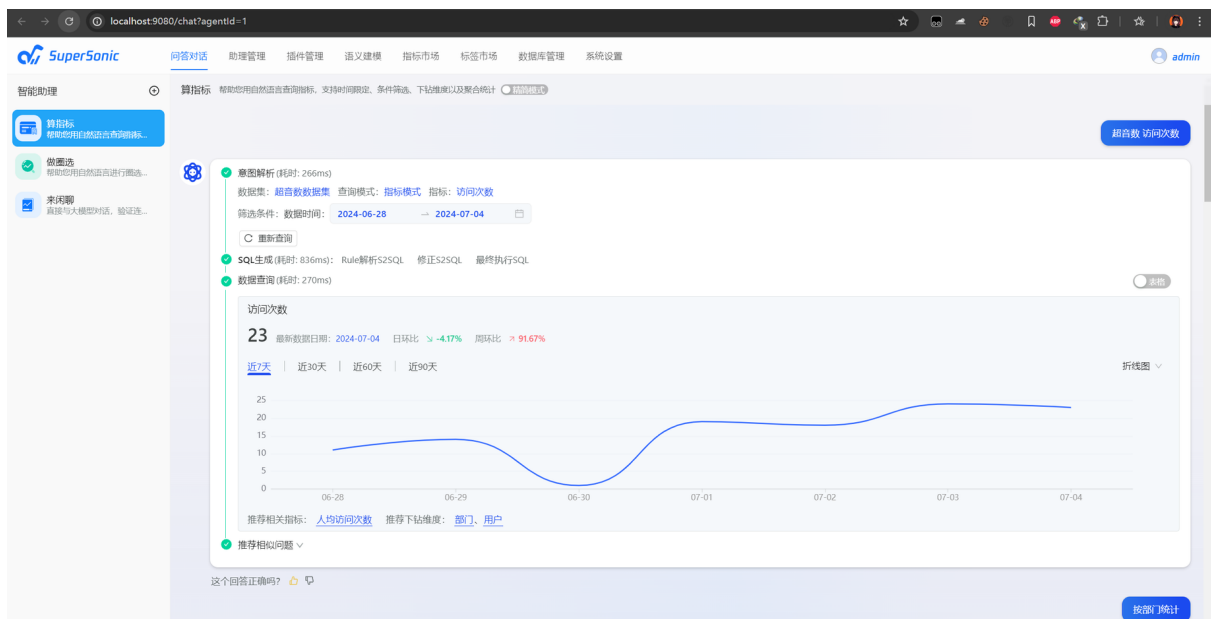 localhost:9080/chat?agentId=1
SuperSonic 问答对话 助理管理 插件管理 语义建模 指标市场 标签市场 数据库管理 系统设置 admin
智能助理
算指标 帮助您用自然语言查询指标，支持时间限定、条件筛选、下钻维度以及聚合统计 精简模式
算指标
帮助您用自然语言查询指标...
做圈选
帮助您用自然语言进行圈选...
来闲聊
直接与大模型对话，验证连...
超音数 访问次数
意图解析 (耗时: 266ms)
数据集: 超音数数据集 查询模式: 指标模式 指标: 访问次数
筛选条件: 数据时间: 2024-06-28 → 2024-07-04
重新查询
SQL生成 (耗时: 836ms): Rule解析S2SQL 修正S2SQL 最终执行SQL
数据查询 (耗时: 270ms) 表格
访问次数
23 最新数据日期: 2024-07-04 日环比 -4.17% 周环比 91.67%
近7天 近30天 近60天 近90天 折线图
25
20
15
10
5
0
06-28 06-29 06-30 07-01 07-02 07-03 07-04
推荐相关指标: 人均访问次数 推荐下钻维度: 部门、用户
推荐相似问题
这个回答正确吗?
按部门统计